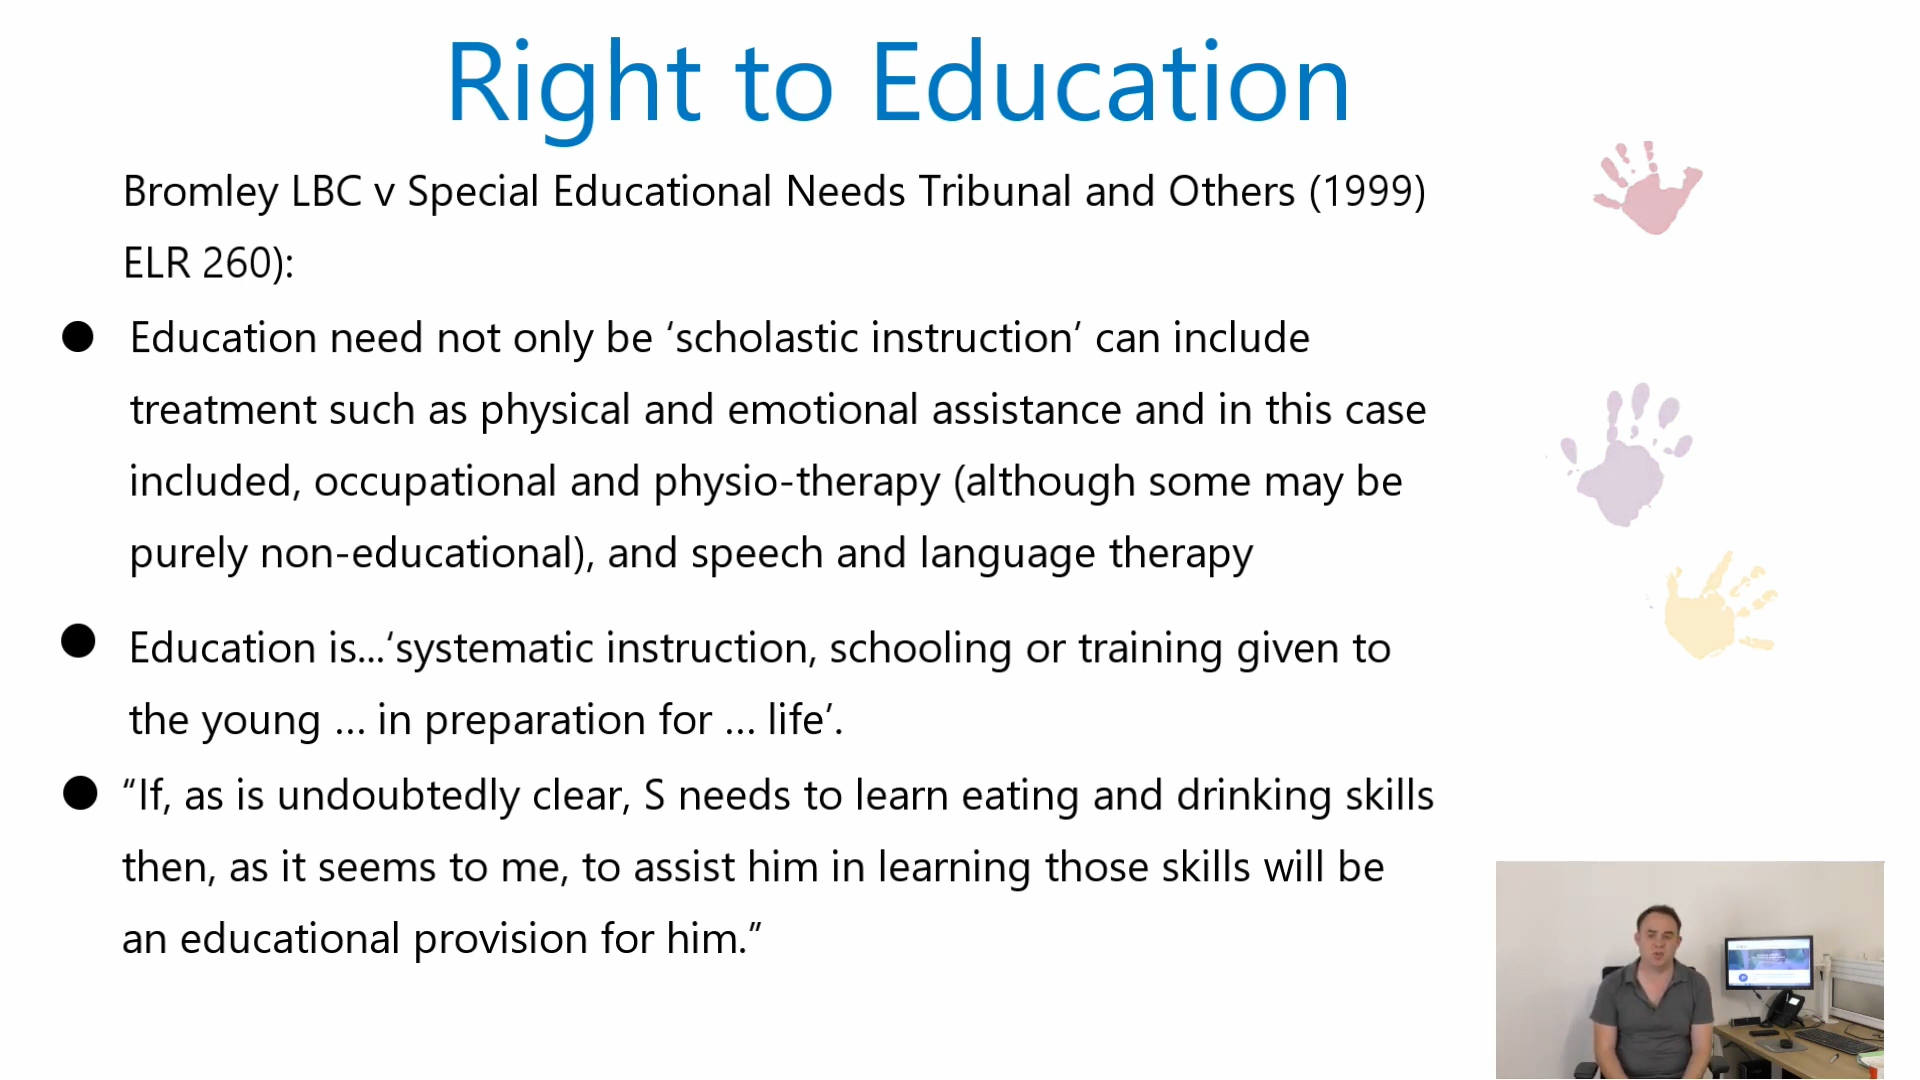 Right to Education
Bromley LBC v Special Educational Needs Tribunal and Others (1999)
ELR 260):
● Education need not only be ‘scholastic instruction’ can include
treatment such as physical and emotional assistance and in this case
included, occupational and physio-therapy (although some may be
purely non-educational), and speech and language therapy
● Education is...‘systematic instruction, schooling or training given to
the young ... in preparation for ... life’.
● “If, as is undoubtedly clear, S needs to learn eating and drinking skills
then, as it seems to me, to assist him in learning those skills will be
an educational provision for him.”